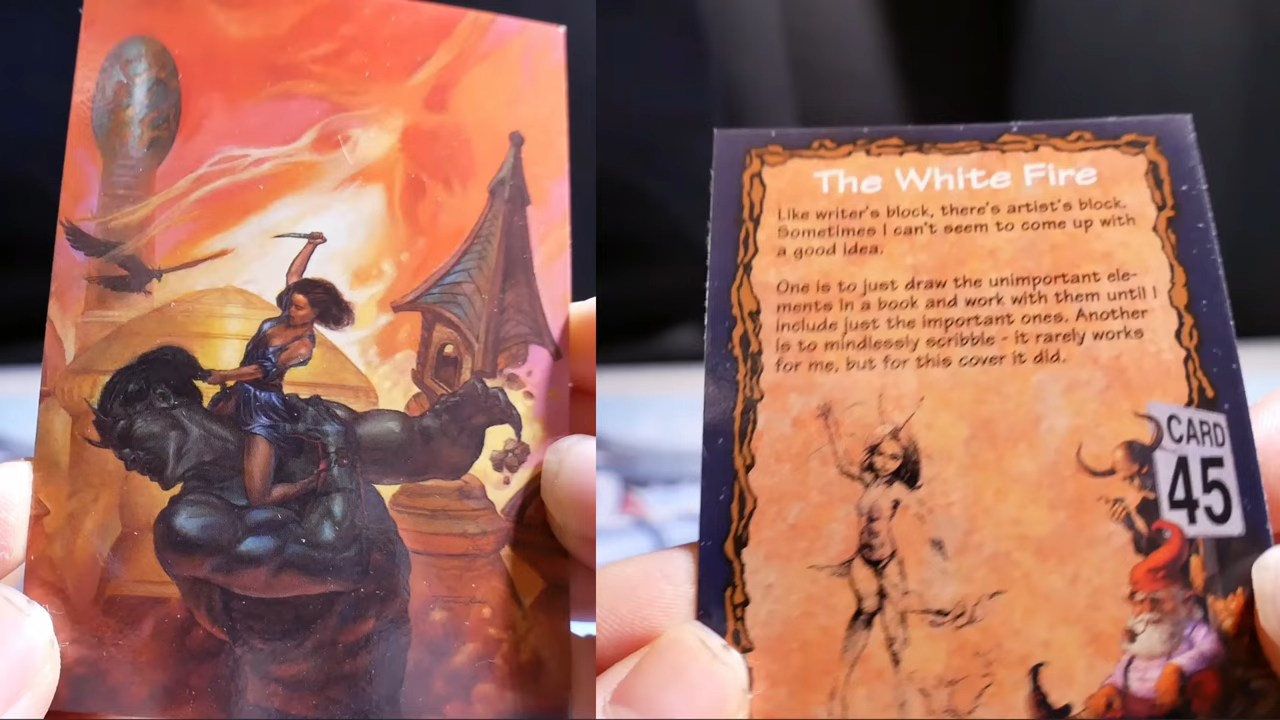 The White Fire
Like writer's block, there's artist's block.
Sometimes I can't seem to come up with
a good idea.
One is to just draw the unimportant ele-
ments in a book and work with them until I
include just the important ones. Another
is to mindlessly scribble - it rarely works
for me, but for this cover it did.
CARD
45